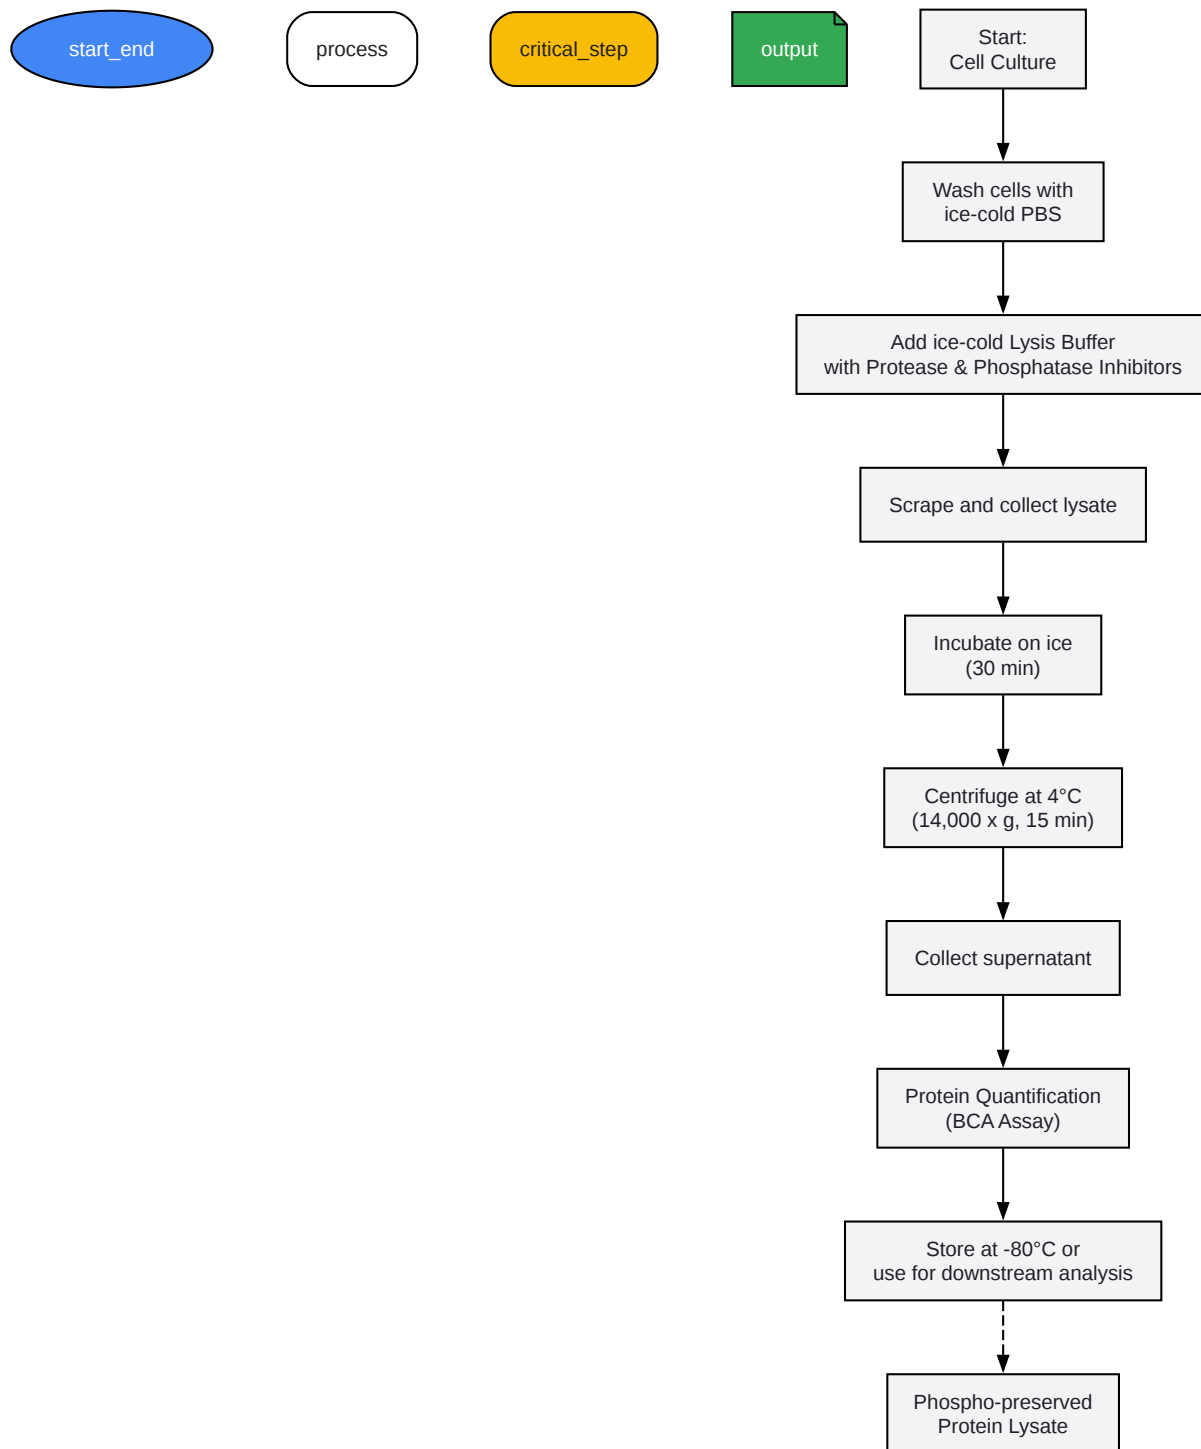 start_end
process
critical_step
output
Start:
Cell Culture
Wash cells with
ice-cold PBS
Add ice-cold Lysis Buffer
with Protease & Phosphatase Inhibitors
Scrape and collect lysate
Incubate on ice
(30 min)
Centrifuge at 4°C
(14,000 x g, 15 min)
Collect supernatant
Protein Quantification
(BCA Assay)
Store at -80°C or
use for downstream analysis
Phospho-preserved
Protein Lysate